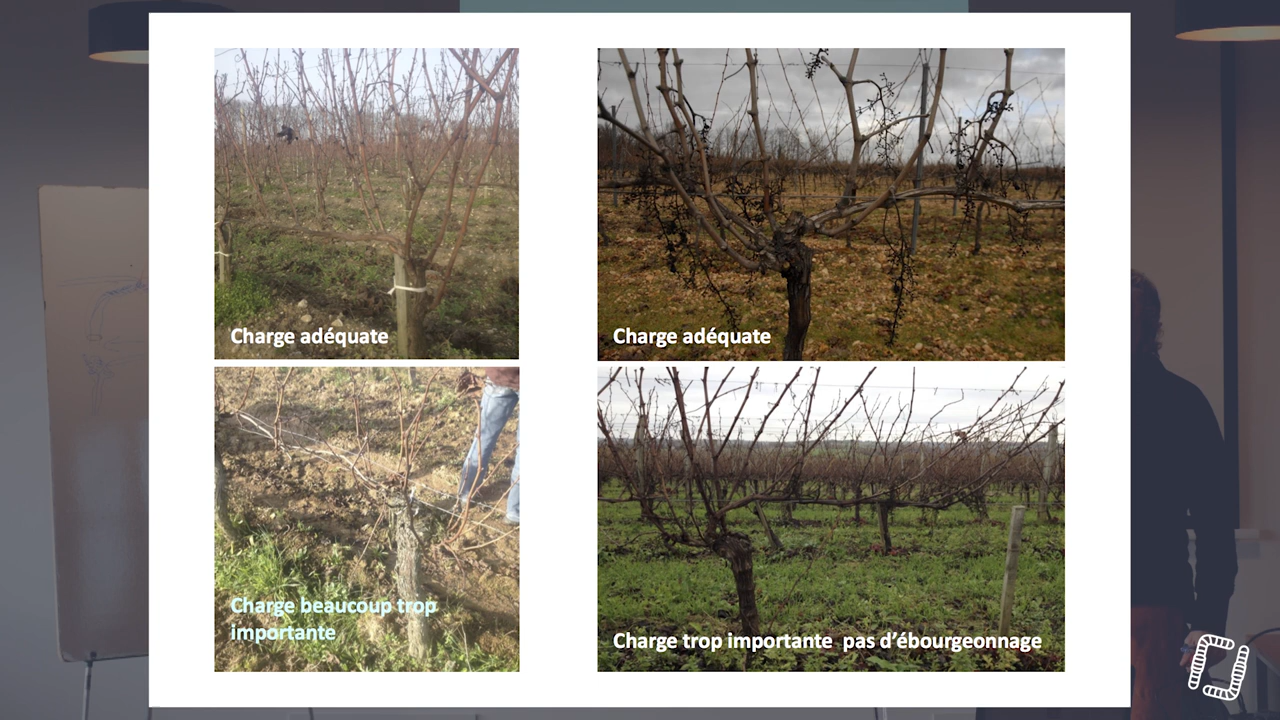 Charge adéquate
Charge adéquate
Charge beaucoup trop
importante
Charge trop importante  pas d’ébourgeonnage